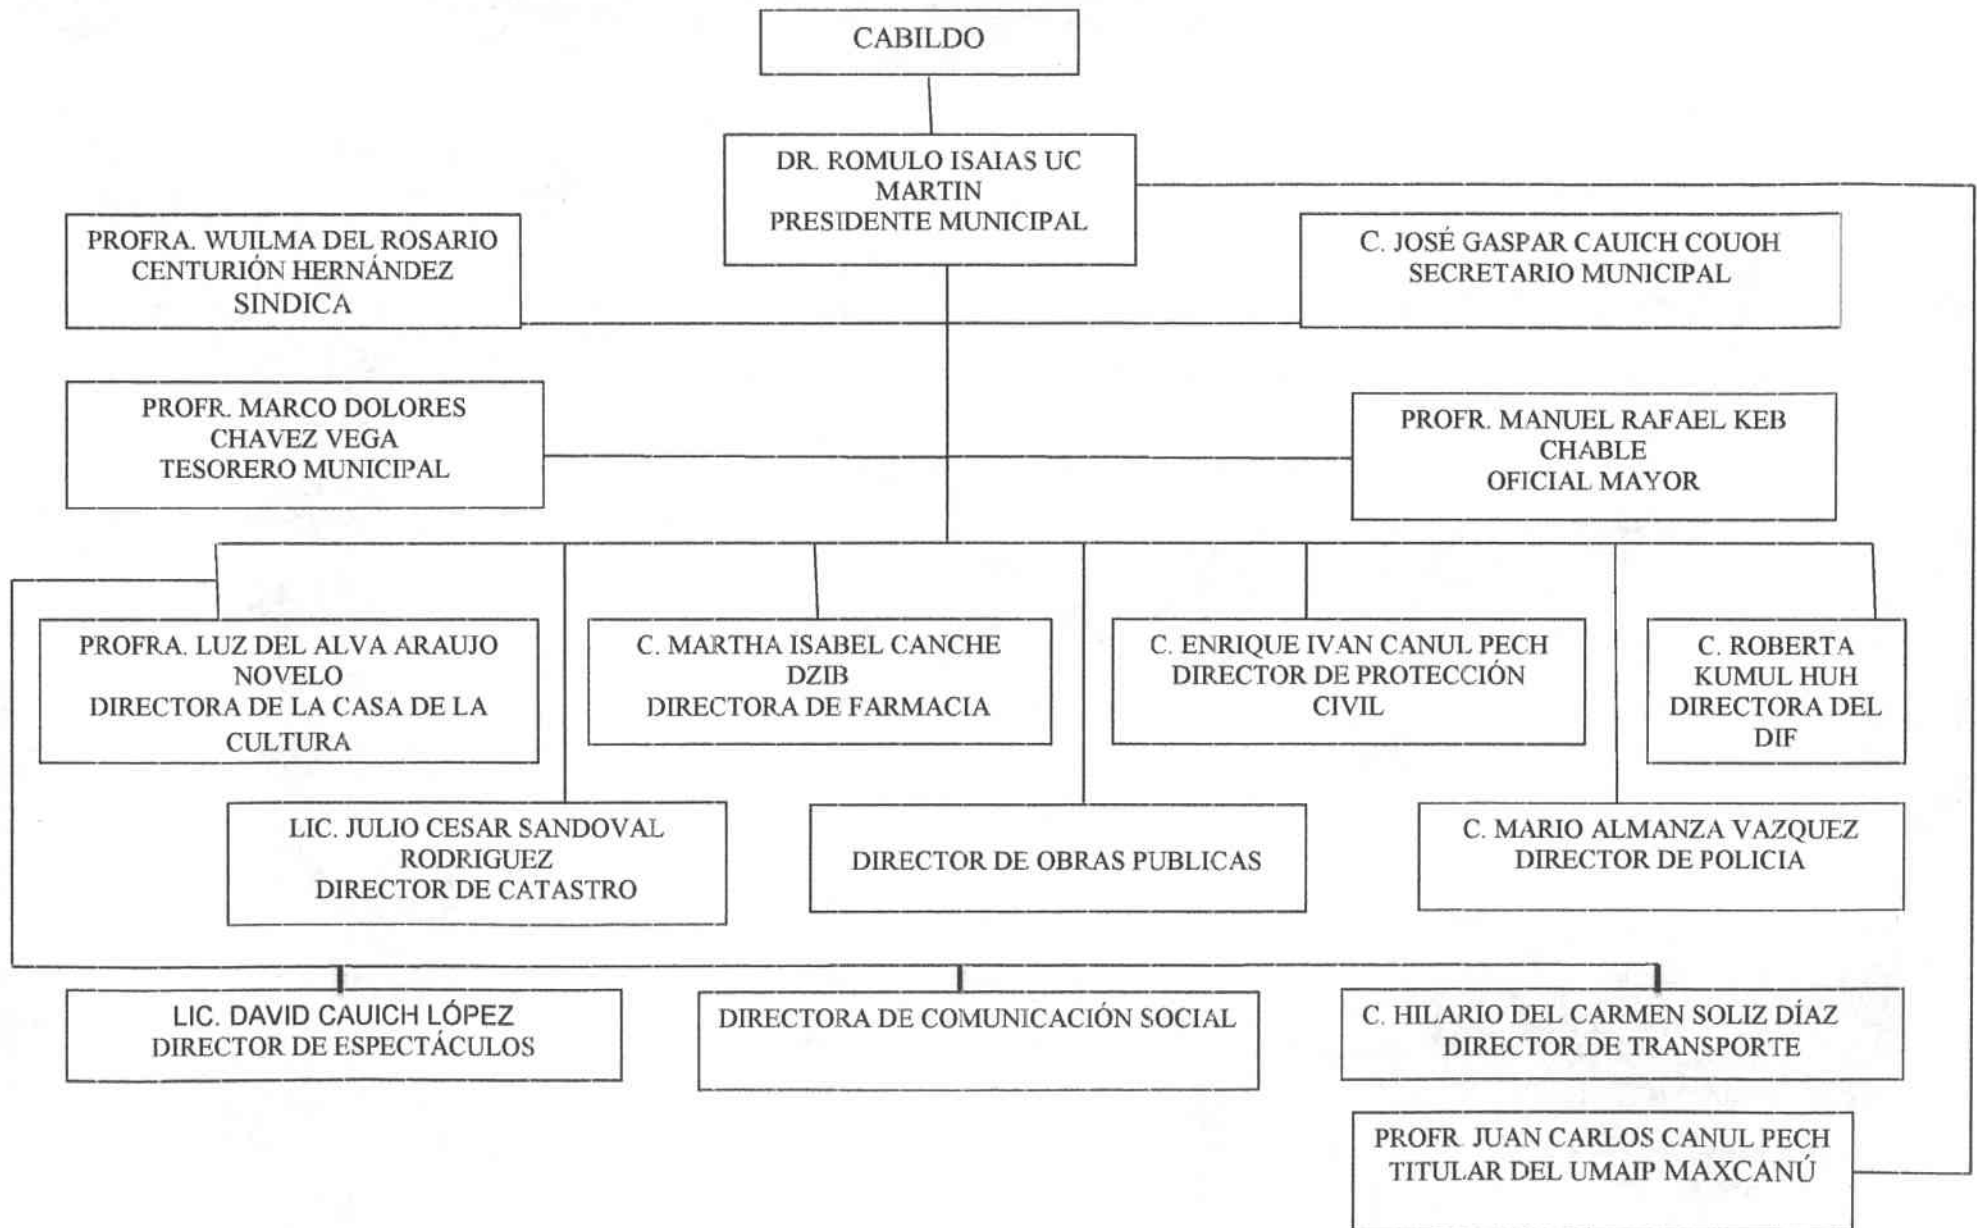 CABILDO
DR. ROMULO ISAIAS UC
MARTIN
PRESIDENTE MUNICIPAL
PROFRA. WUILMA DEL ROSARIO
CENTURIÓN HERNÁNDEZ
SINDICA
C. JOSÉ GASPAR CAUICH COUOH
SECRETARIO MUNICIPAL
PROFR. MARCO DOLORES
CHAVEZ VEGA
TESORERO MUNICIPAL
PROFR. MANUEL RAFAEL KEB
CHABLE
OFICIAL MAYOR
PROFRA. LUZ DEL ALVA ARAUJO
NOVELO
DIRECTORA DE LA CASA DE LA
CULTURA
C. MARTHA ISABEL CANCHE
DZIB
DIRECTORA DE FARMACIA
C. ENRIQUE IVAN CANUL PECH
DIRECTOR DE PROTECCIÓN
CIVIL
C. ROBERTA
KUMUL HUH
DIRECTORA DEL
DIF
LIC. JULIO CESAR SANDOVAL
RODRIGUEZ
DIRECTOR DE CATASTRO
DIRECTOR DE OBRAS PUBLICAS
C. MARIO ALMANZA VAZQUEZ
DIRECTOR DE POLICIA
LIC. DAVID CAUICH LÓPEZ
DIRECTOR DE ESPECTÁCULOS
DIRECTORA DE COMUNICACIÓN SOCIAL
C. HILARIO DEL CARMEN SOLIZ DÍAZ
DIRECTOR DE TRANSPORTE
PROFR. JUAN CARLOS CANUL PECH
TITULAR DEL UMAIP MAXCANÚ